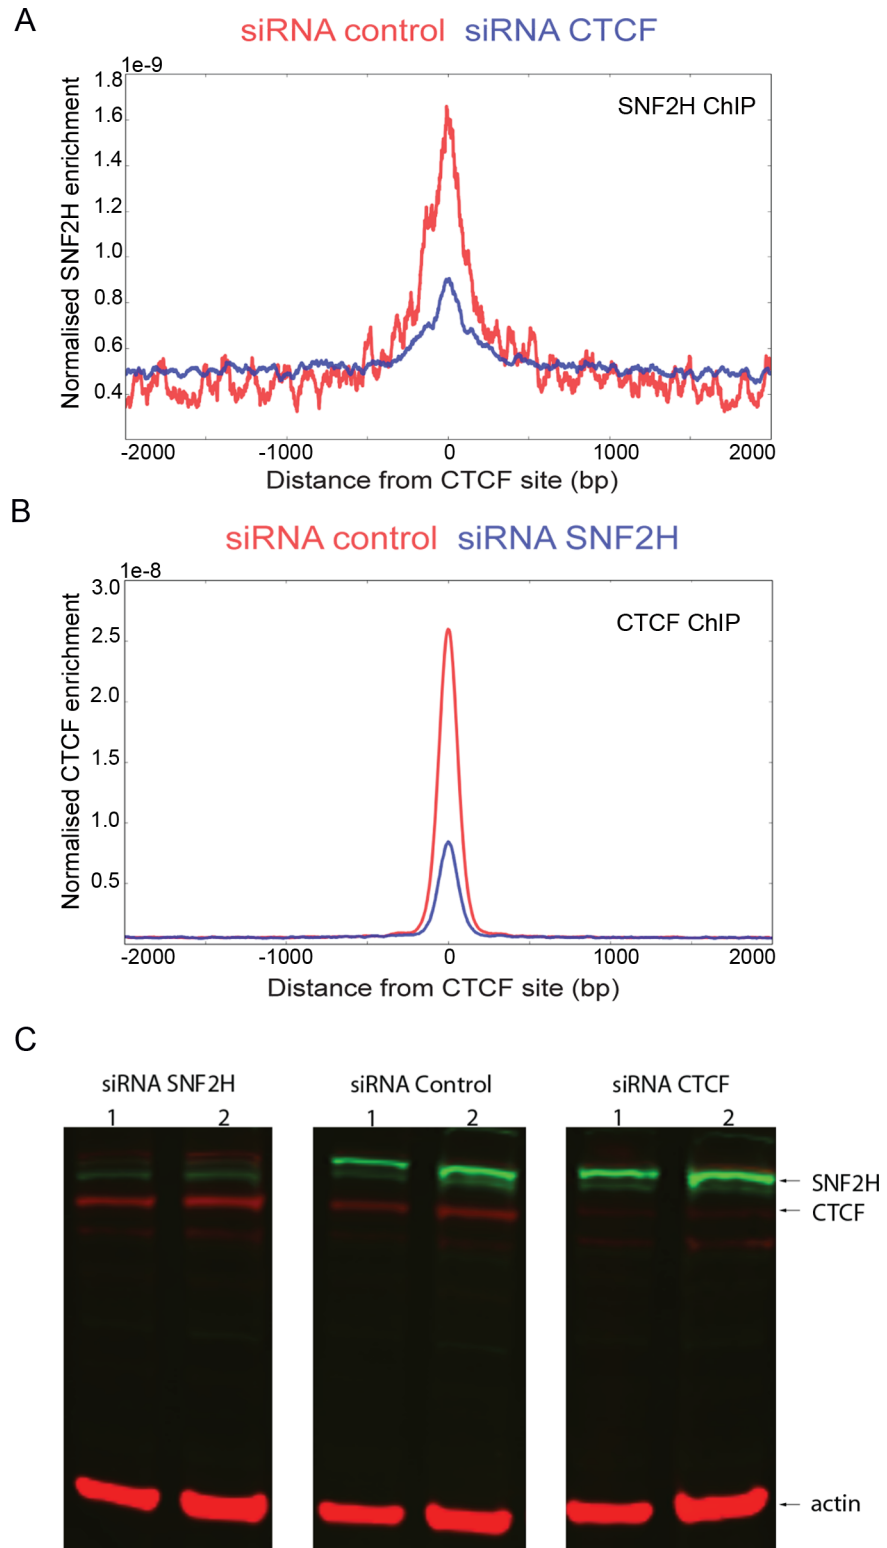 A
siRNA control siRNA CTCF
1e-9
SNF2H ChIP
Normalised SNF2H enrichment
1.8
1.6
1.4
1.2
1.0
0.8
0.6
0.4
-2000 -1000 0 1000 2000
Distance from CTCF site (bp)
B
siRNA control siRNA SNF2H
1e-8
CTCF ChIP
Normalised CTCF enrichment
3.0
2.5
2.0
1.5
1.0
0.5
-2000 -1000 0 1000 2000
Distance from CTCF site (bp)
C
siRNA SNF2H siRNA Control siRNA CTCF
1 2 1 2 1 2
SNF2H
CTCF
actin